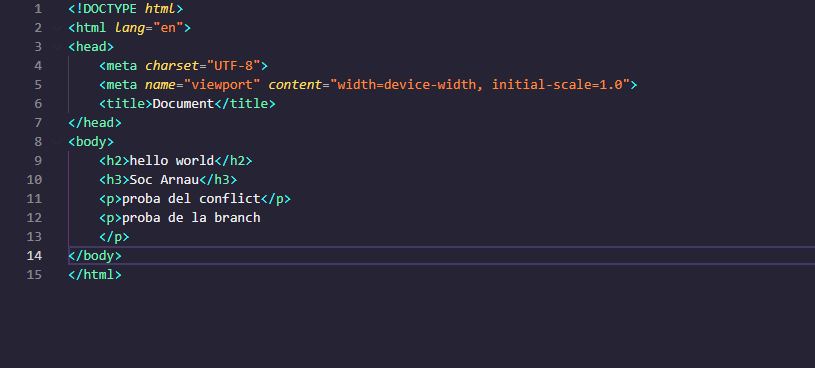 1 <!DOCTYPE html>
2 <html lang="en">
3 <head>
4     <meta charset="UTF-8">
5     <meta name="viewport" content="width=device-width, initial-scale=1.0">
6     <title>Document</title>
7 </head>
8 <body>
9     <h2>hello world</h2>
10     <h3>Soc Arnau</h3>
11     <p>proba del conflict</p>
12     <p>proba de la branch
13     </p>
14 </body>
15 </html>